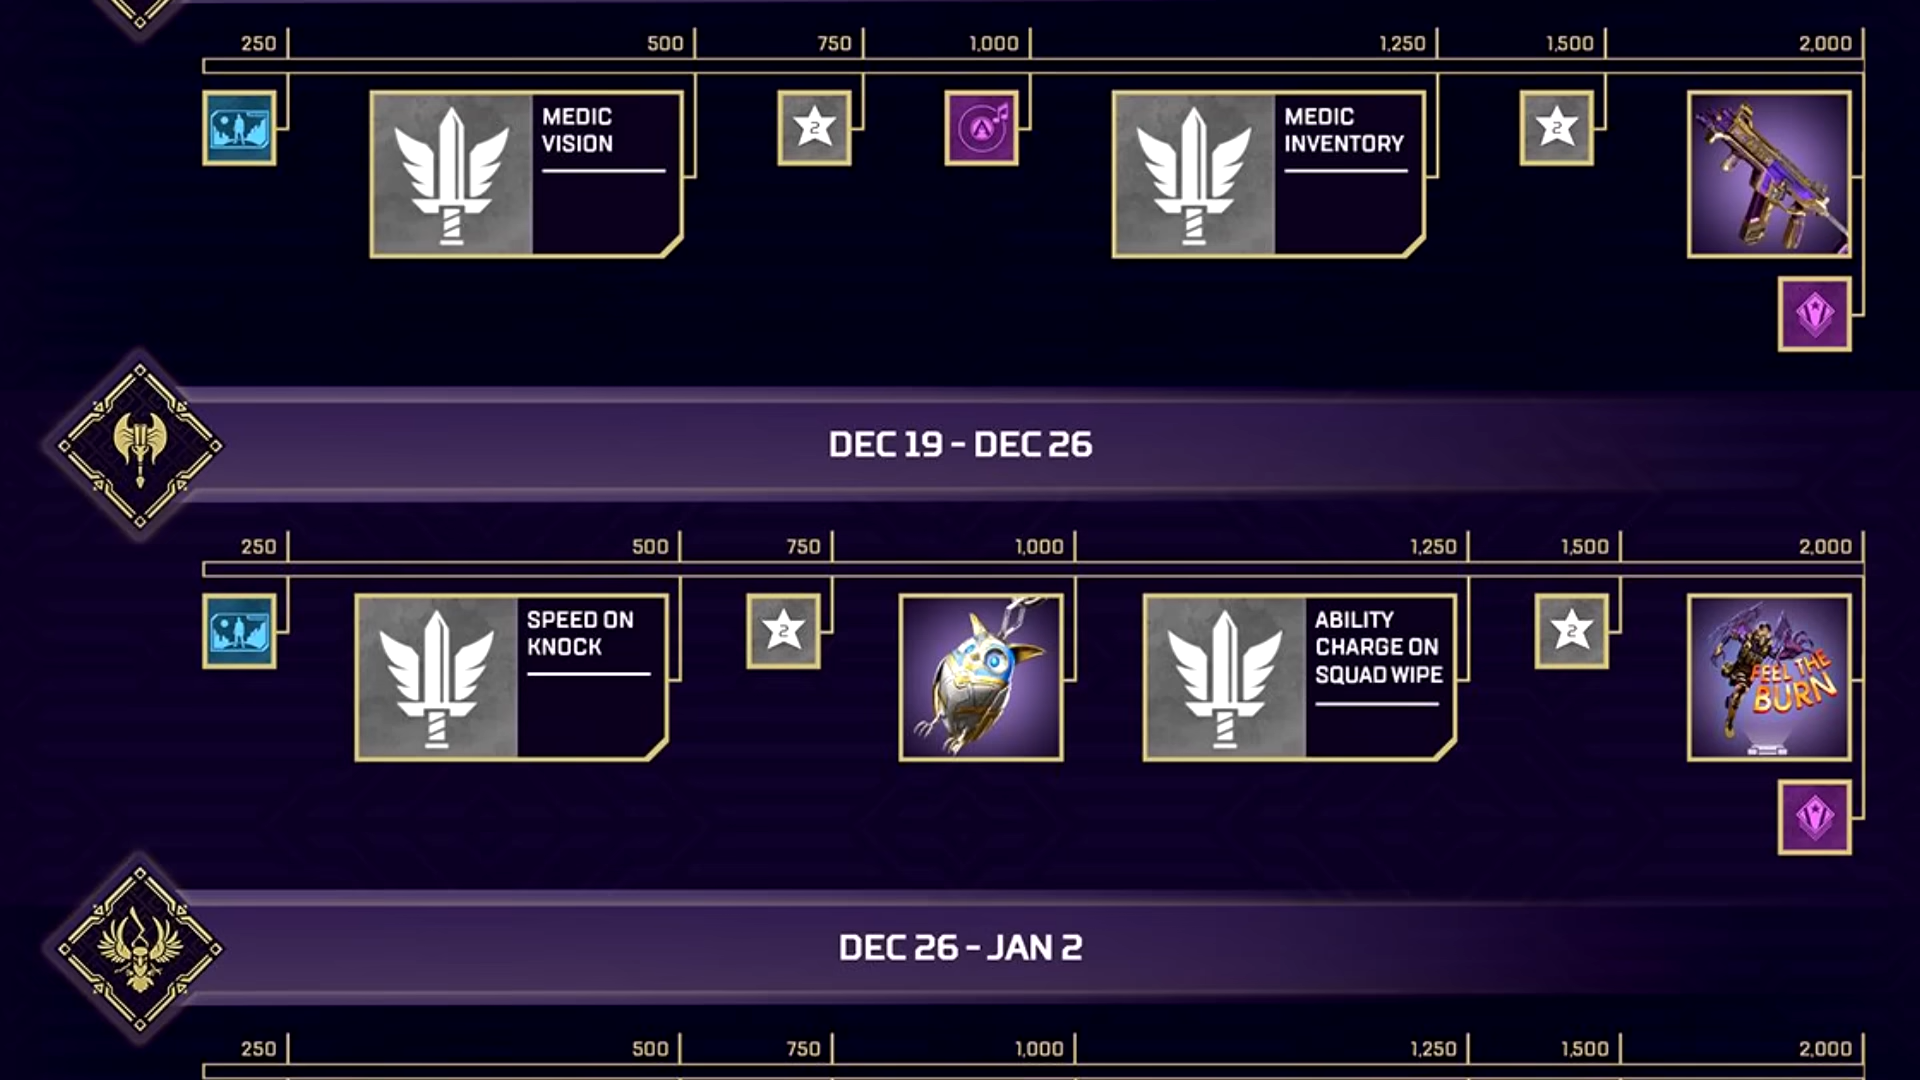 250 500 750 1,000 1,250 1,500 2,000
MEDIC
VISION
2
MEDIC
INVENTORY
2
DEC 19 - DEC 26
250 500 750 1,000 1,250 1,500 2,000
SPEED ON
KNOCK
2
ABILITY
CHARGE ON
SQUAD WIPE
2
FEEL THE
BURN
DEC 26 - JAN 2
250 500 750 1,000 1,250 1,500 2,000